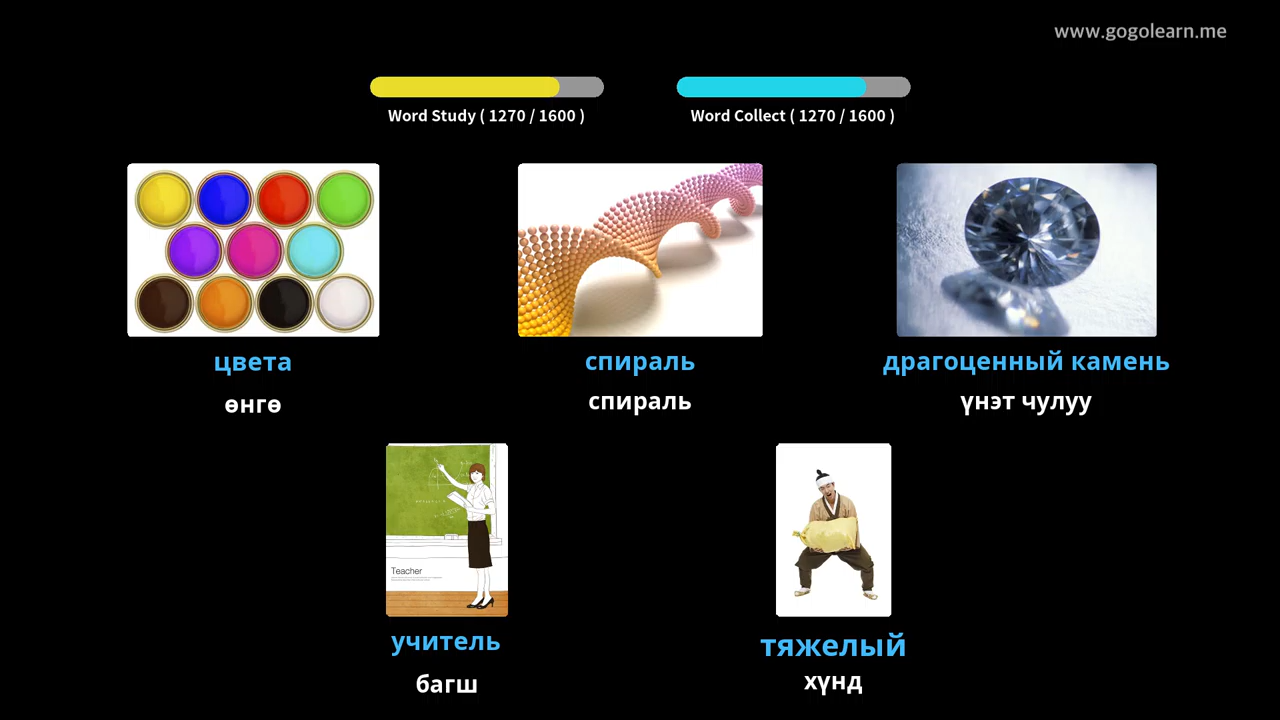 www.gogolearn.me
Word Study ( 1270 / 1600 )
Word Collect ( 1270 / 1600 )
цвета
өнгө
спираль
спираль
драгоценный камень
үнэт чулуу
Teacher
учитель
багш
тяжелый
хүнд